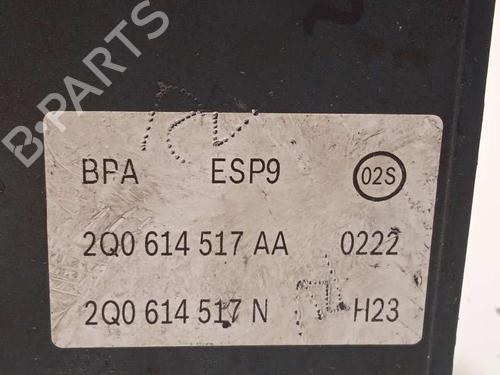 B-PARTS
BPA ESP9 02S
2Q0 614 517 AA 0222
2Q0 614 517 N H23